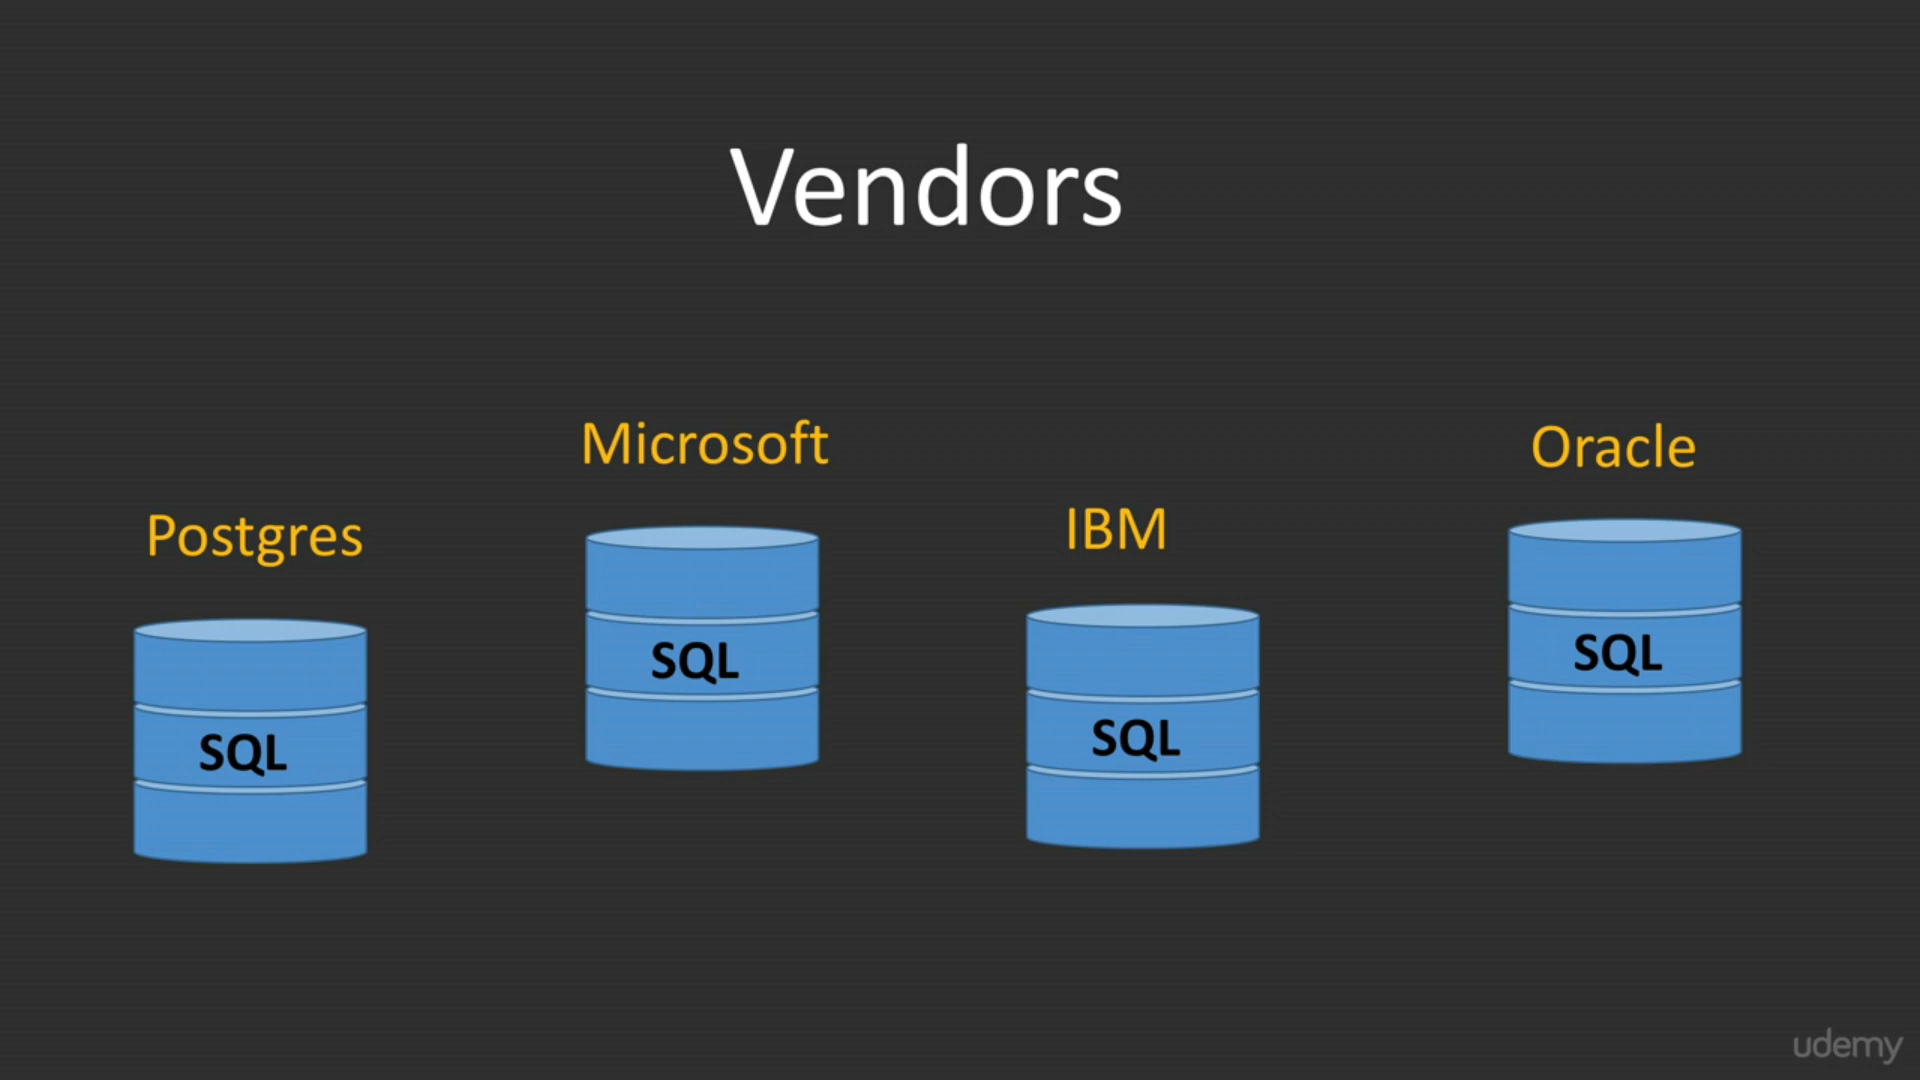 Vendors
Postgres
SQL
Microsoft
SQL
IBM
SQL
Oracle
SQL
udemy